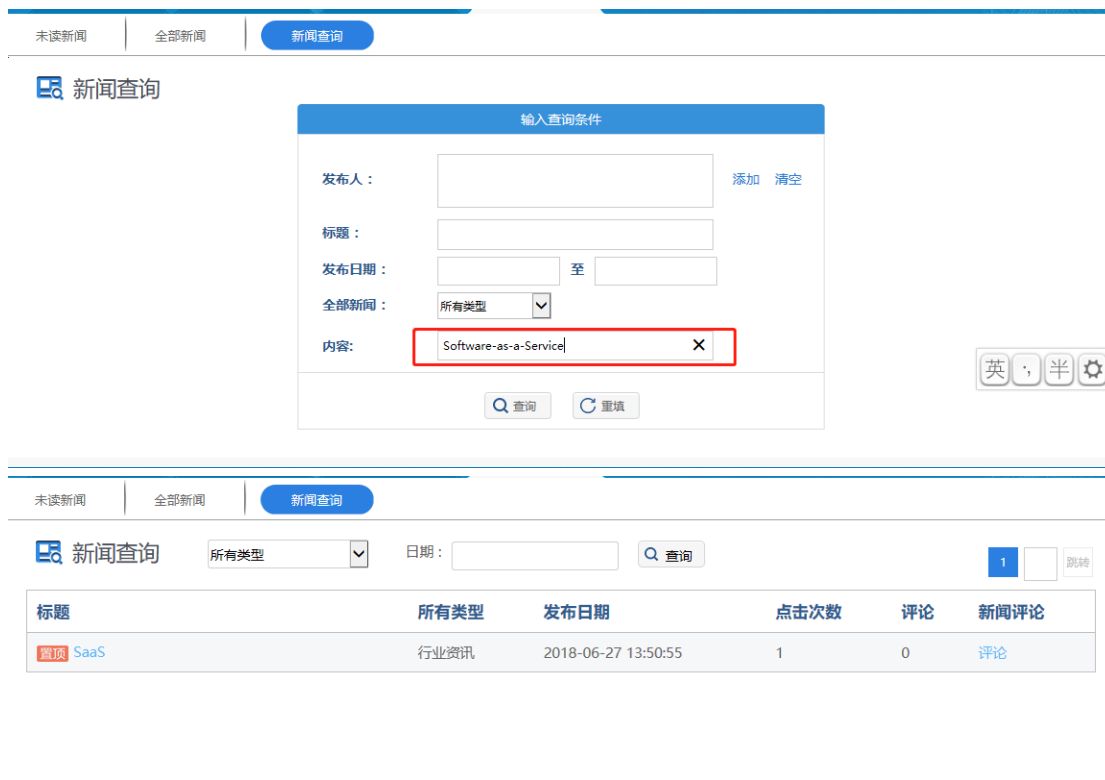 未读新闻 全部新闻 新闻查询
新闻查询
输入查询条件
发布人： 添加 清空
标题：
发布日期： 至
全部新闻： 所有类型
内容: Software-as-a-Service
英 半
查询 重填
未读新闻 全部新闻 新闻查询
新闻查询 所有类型 日期： 查询 1 跳转
标题 所有类型 发布日期 点击次数 评论 新闻评论
置顶 SaaS 行业资讯 2018-06-27 13:50:55 1 0 评论